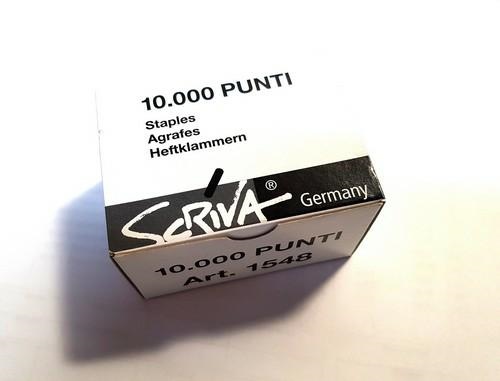 10.000 PUNTI
Staples
Agrafes
Heftklammern
SCRIVA® Germany
10.000 PUNTI
Art. 1548